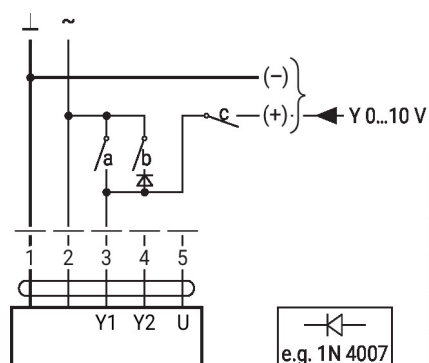 ⊥ ~
(–)
c (+) Y 0...10 V
a b
1 2 3 4 5
Y1 Y2 U
e.g. 1N 4007